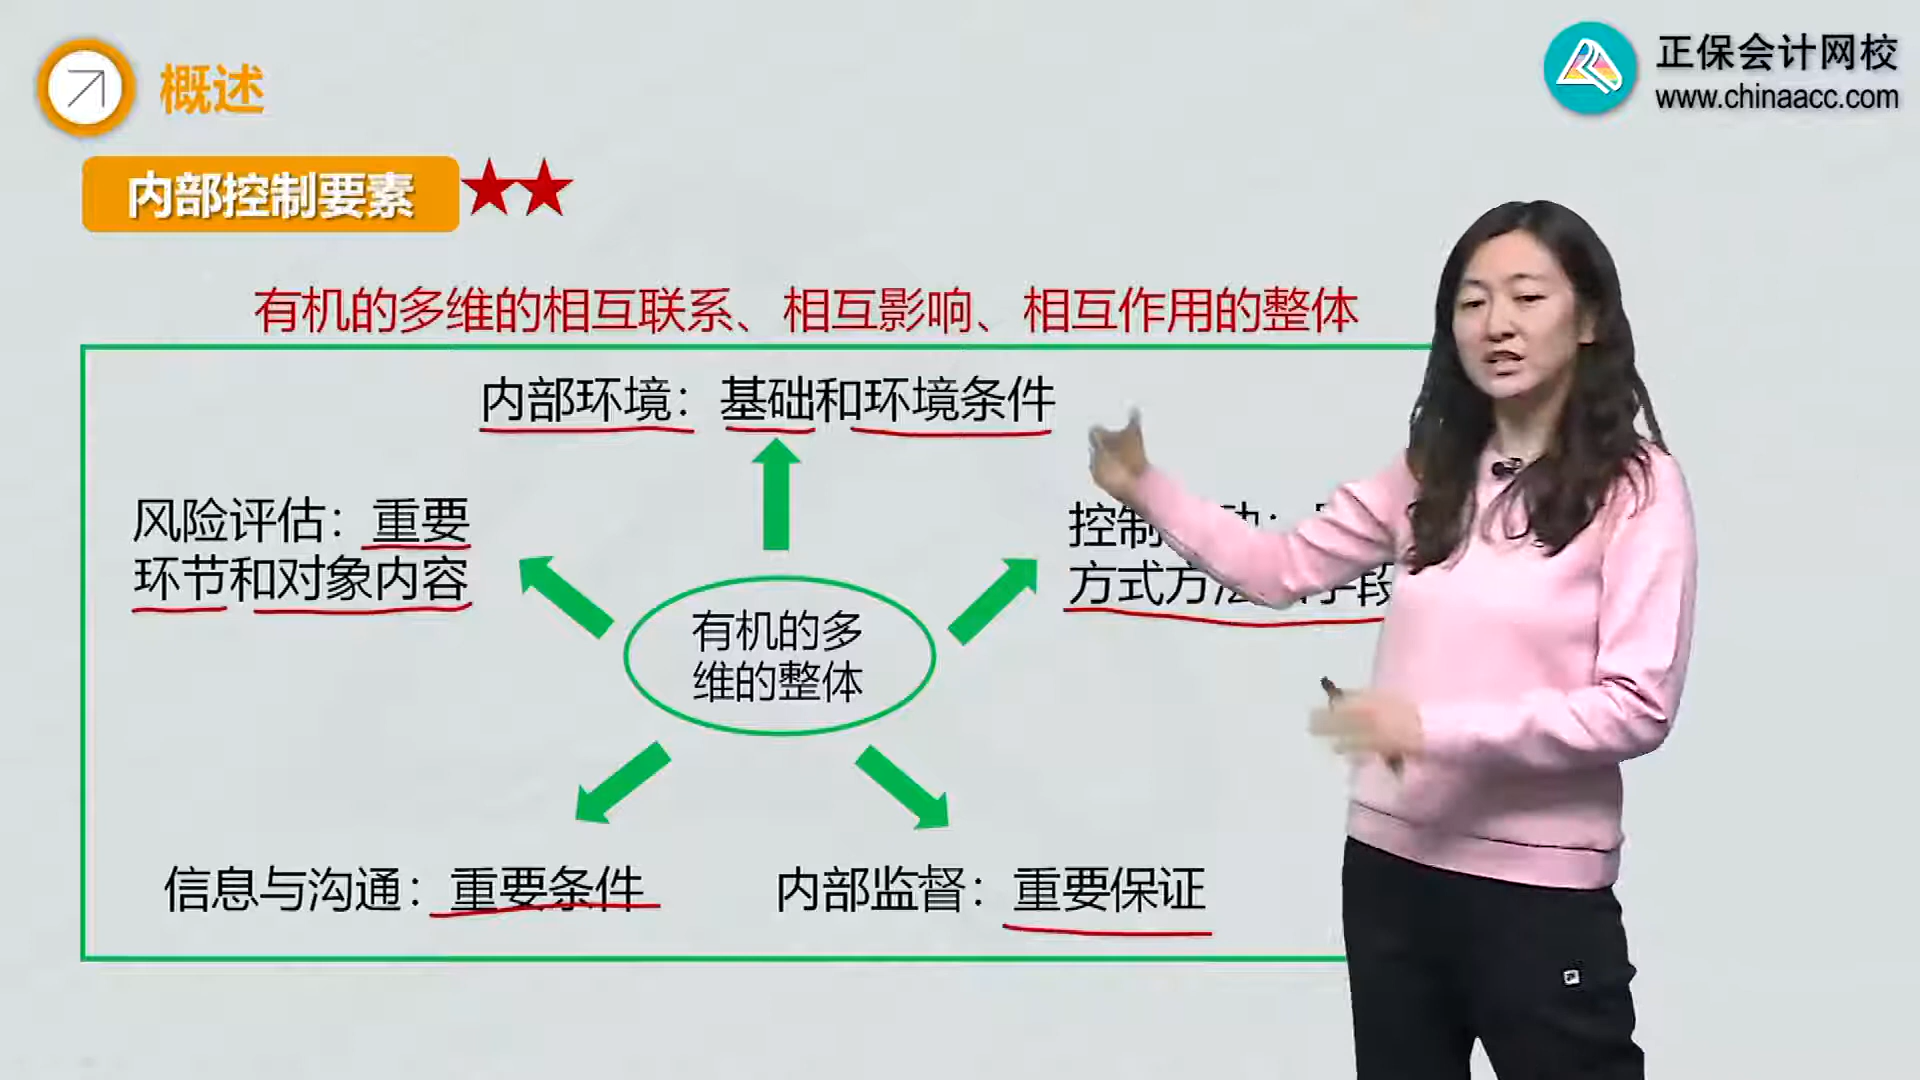 概述
正保会计网校
www.chinaacc.com
内部控制要素
有机的多维的相互联系、相互影响、相互作用的整体
内部环境：基础和环境条件
风险评估：重要
环节和对象内容
控制
方式方法
手段
有机的多
维的整体
信息与沟通：重要条件
内部监督：重要保证